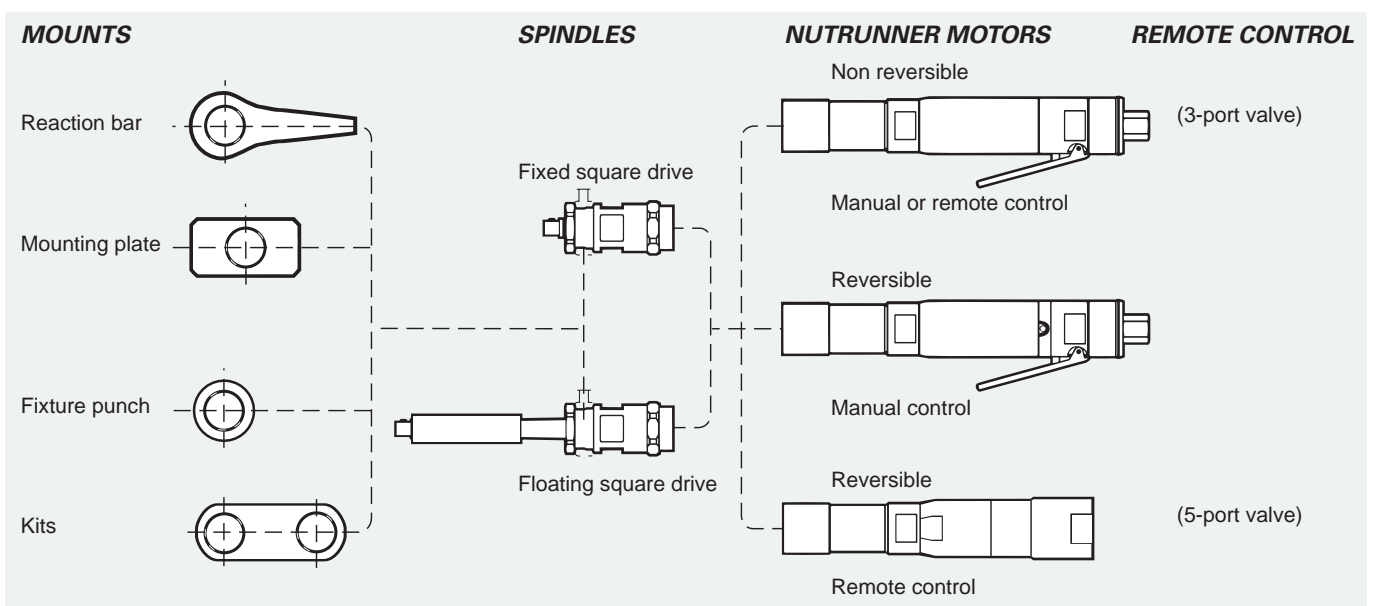 MOUNTS
SPINDLES
NUTRUNNER MOTORS
REMOTE CONTROL
Reaction bar
Mounting plate
Fixture punch
Kits
Fixed square drive
Floating square drive
Non reversible
Manual or remote control
Reversible
Manual control
Reversible
Remote control
(3-port valve)
(5-port valve)